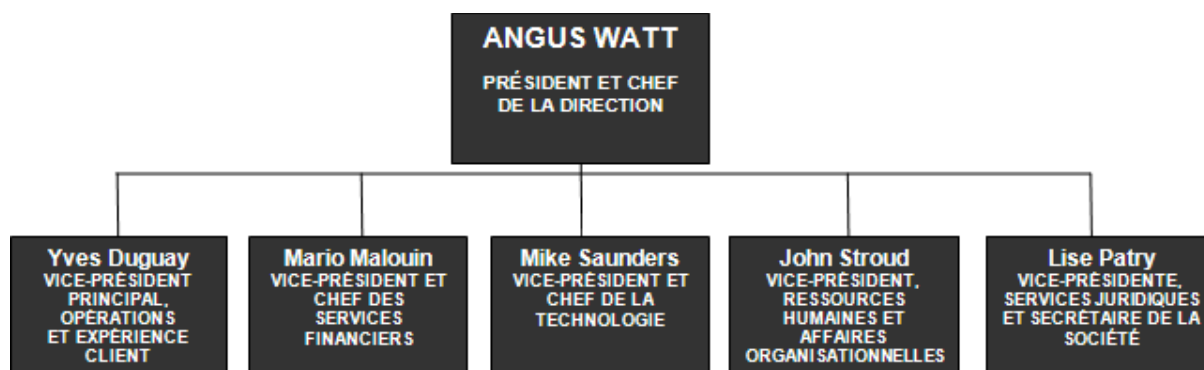 ANGUS WATT
PRÉSIDENT ET CHEF
DE LA DIRECTION
Yves Duguay
VICE-PRÉSIDENT
PRINCIPAL,
OPÉRATIONS
ET EXPÉRIENCE
CLIENT
Mario Malouin
VICE-PRÉSIDENT ET
CHEF DES
SERVICES
FINANCIERS
Mike Saunders
VICE-PRÉSIDENT ET
CHEF DE LA
TECHNOLOGIE
John Stroud
VICE-PRÉSIDENT,
RESSOURCES
HUMAINES ET
AFFAIRES
ORGANISATIONNELLES
Lise Patry
VICE-PRÉSIDENTE,
SERVICES JURIDIQUES
ET SECRÉTAIRE DE LA
SOCIÉTÉ